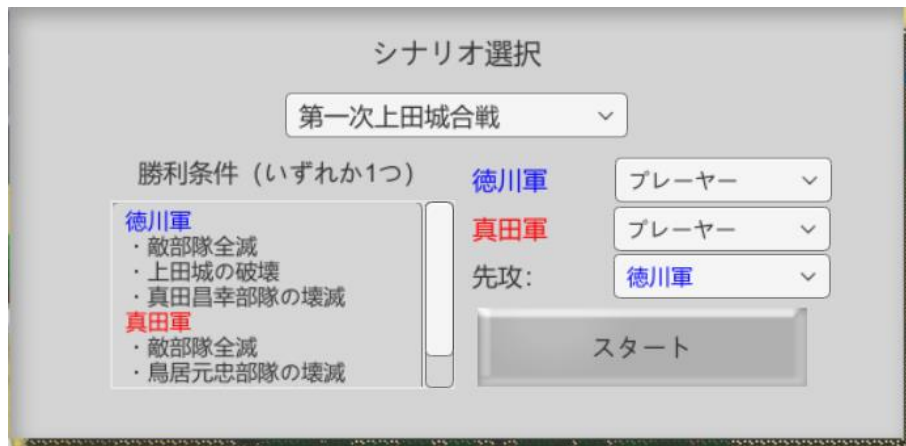 シナリオ選択
第一次上田城合戦
勝利条件 (いずれか1つ)
徳川軍
・敵部隊全滅
・上田城の破壊
・真田昌幸部隊の壊滅
真田軍
・敵部隊全滅
・鳥居元忠部隊の壊滅
徳川軍 プレーヤー
真田軍 プレーヤー
先攻: 徳川軍
スタート